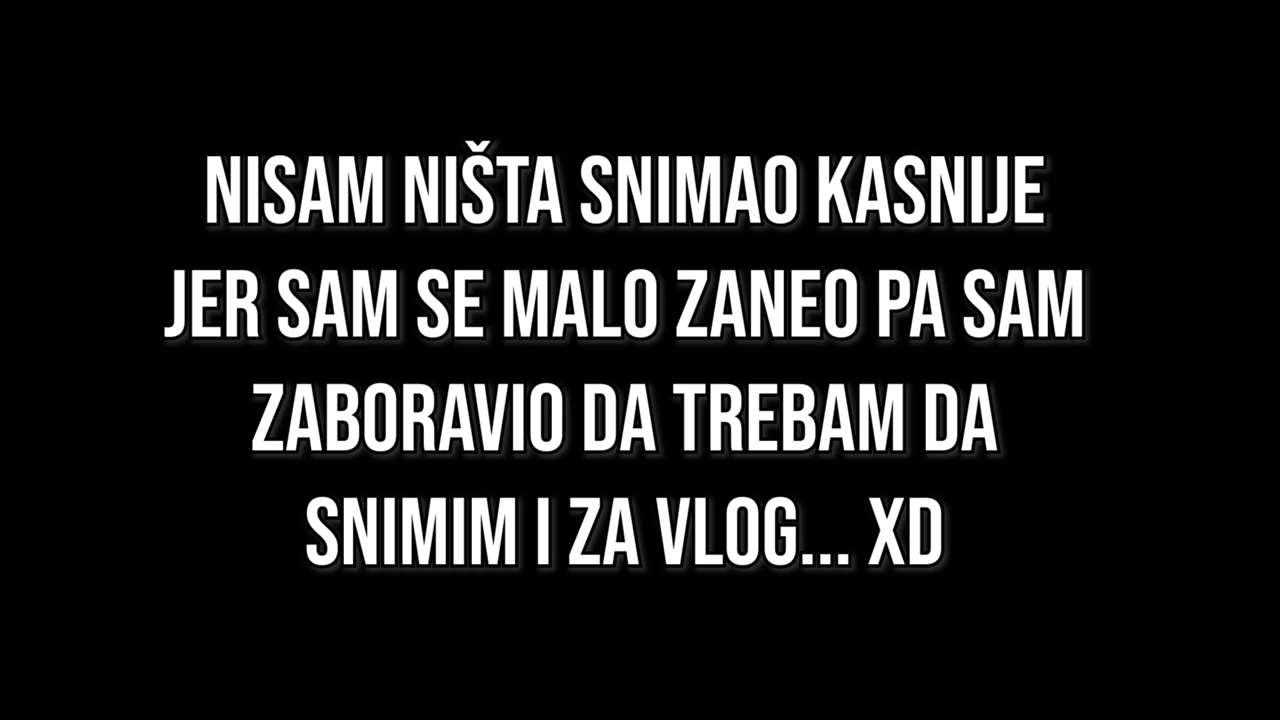 NISAM NIŠTA SNIMAO KASNIJE
JER SAM SE MALO ZANEO PA SAM
ZABORAVIO DA TREBAM DA
SNIMIM I ZA VLOG... XD